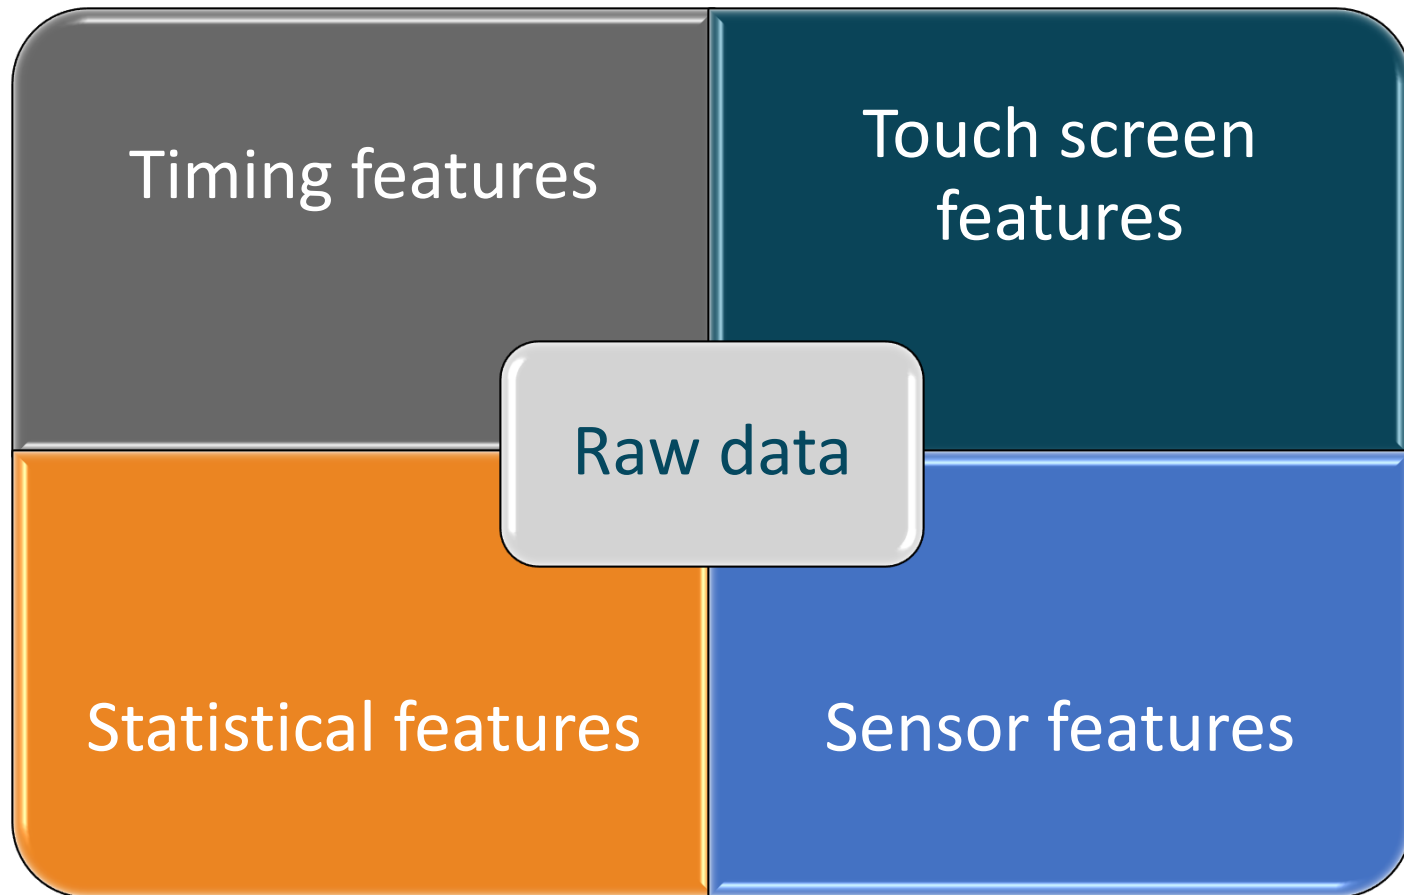 Timing features
Touch screen
features
Raw data
Statistical features
Sensor features